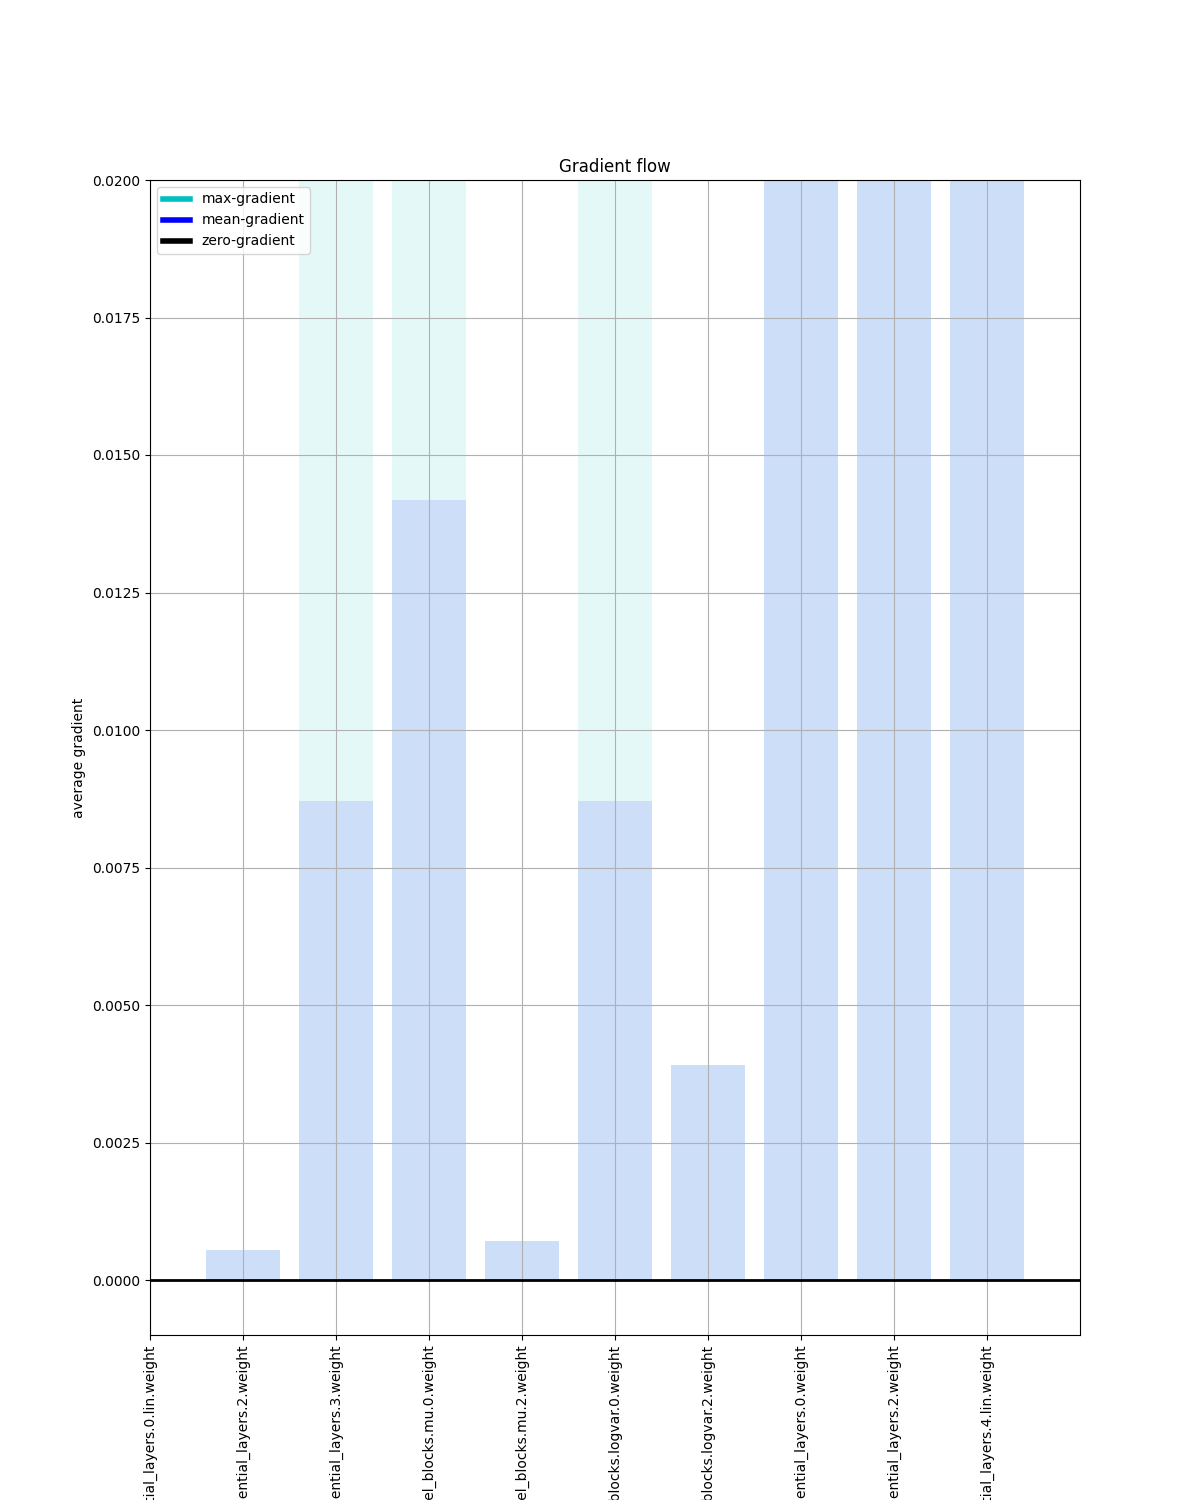 Gradient flow
max-gradient
mean-gradient
zero-gradient
0.0200
0.0175
0.0150
0.0125
0.0100
0.0075
0.0050
0.0025
0.0000
average gradient
tial_layers.0.lin.weight
ential_layers.2.weight
ential_layers.3.weight
el_blocks.mu.0.weight
el_blocks.mu.2.weight
blocks.logvar.0.weight
blocks.logvar.2.weight
ential_layers.0.weight
ential_layers.2.weight
tial_layers.4.lin.weight